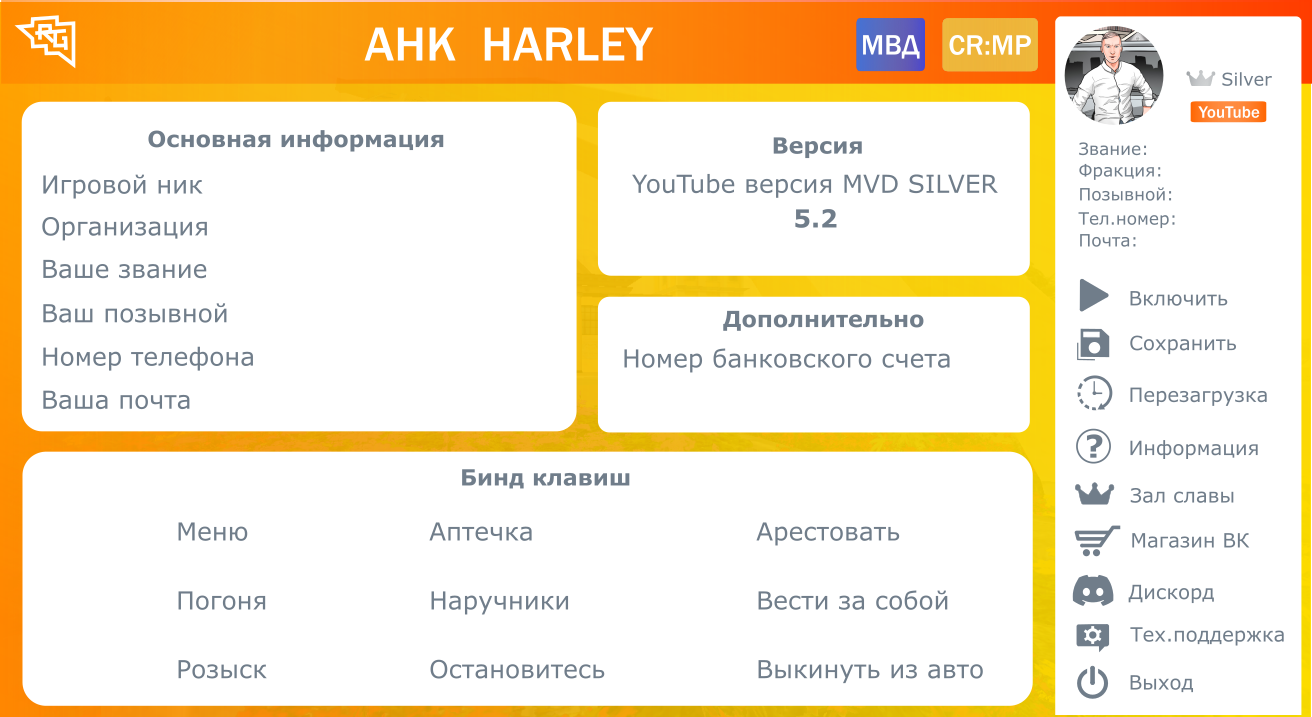 RG
АНК HARLEY
МВД
CR:MP
Основная информация
Игровой ник
Организация
Ваше звание
Ваш позывной
Номер телефона
Ваша почта
Версия
YouTube версия MVD SILVER
5.2
Дополнительно
Номер банковского счета
Бинд клавиш
Меню
Аптечка
Арестовать
Погоня
Наручники
Вести за собой
Розыск
Остановитесь
Выкинуть из авто
Silver
YouTube
Звание:
Фракция:
Позывной:
Тел.номер:
Почта:
Включить
Сохранить
Перезагрузка
Информация
Зал славы
Магазин ВК
Дискорд
Тех.поддержка
Выход